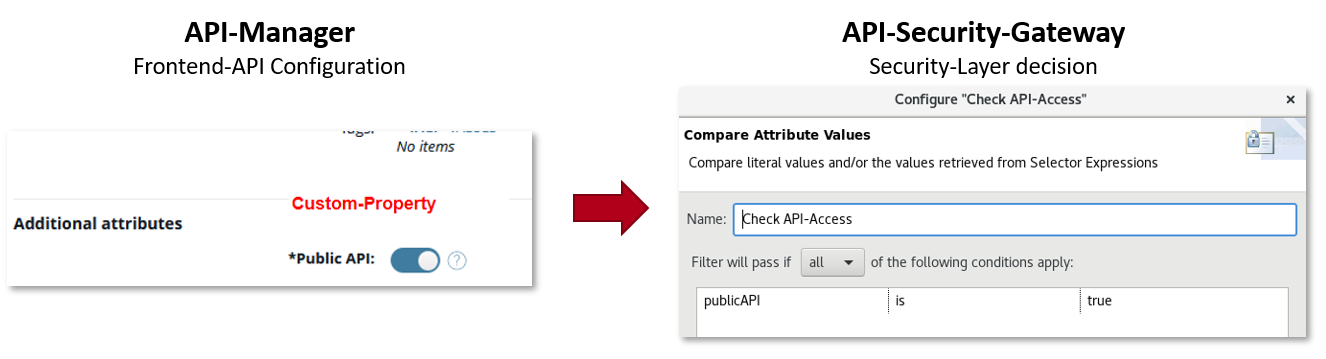 API-Manager
Frontend-API Configuration
No items
Custom-Property
Additional attributes
*Public API:
?
API-Security-Gateway
Security-Layer decision
Configure "Check API-Access"
×
Compare Attribute Values
Compare literal values and/or the values retrieved from Selector Expressions
Name: Check API-Access
Filter will pass if all of the following conditions apply:
publicAPI is true